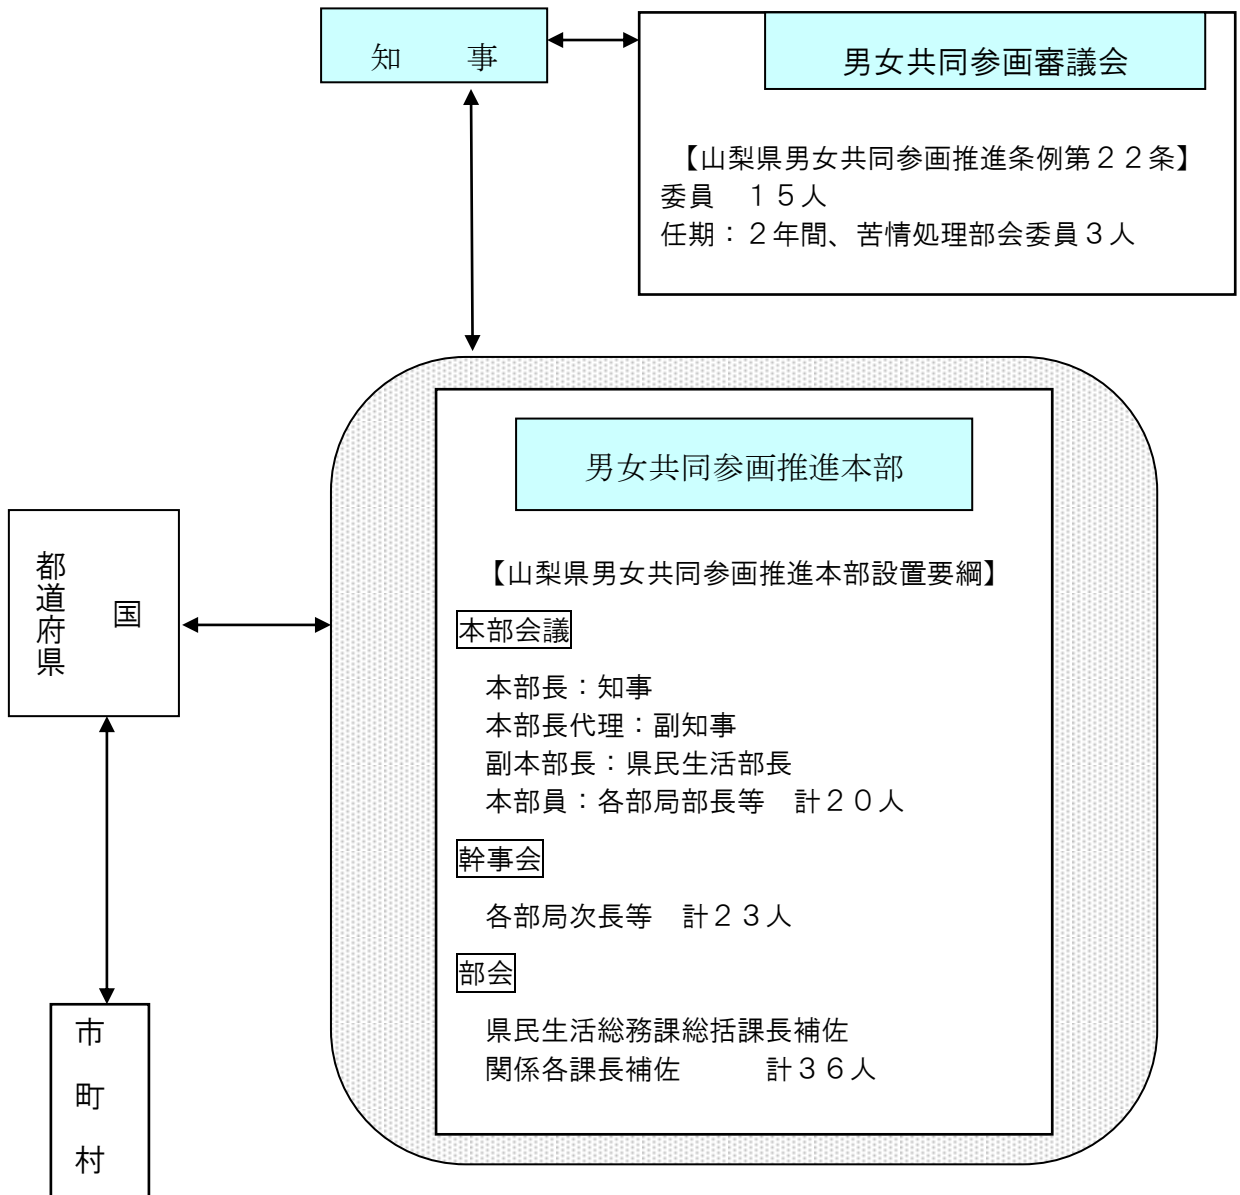 知　　事
男女共同参画審議会
【山梨県男女共同参画推進条例第２２条】
委員　１５人
任期：２年間、苦情処理部会委員３人
男女共同参画推進本部
【山梨県男女共同参画推進本部設置要綱】
本部会議
本部長：知事
本部長代理：副知事
副本部長：県民生活部長
本部員：各部局部長等　計２０人
幹事会
各部局次長等　計２３人
部会
県民生活総務課総括課長補佐
関係各課長補佐　　　計３６人
国
都道府県
市町村